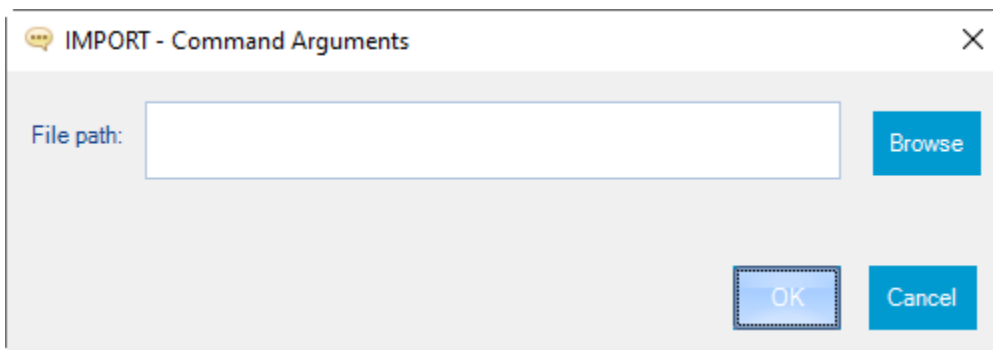 IMPORT - Command Arguments
File path:
Browse
OK
Cancel